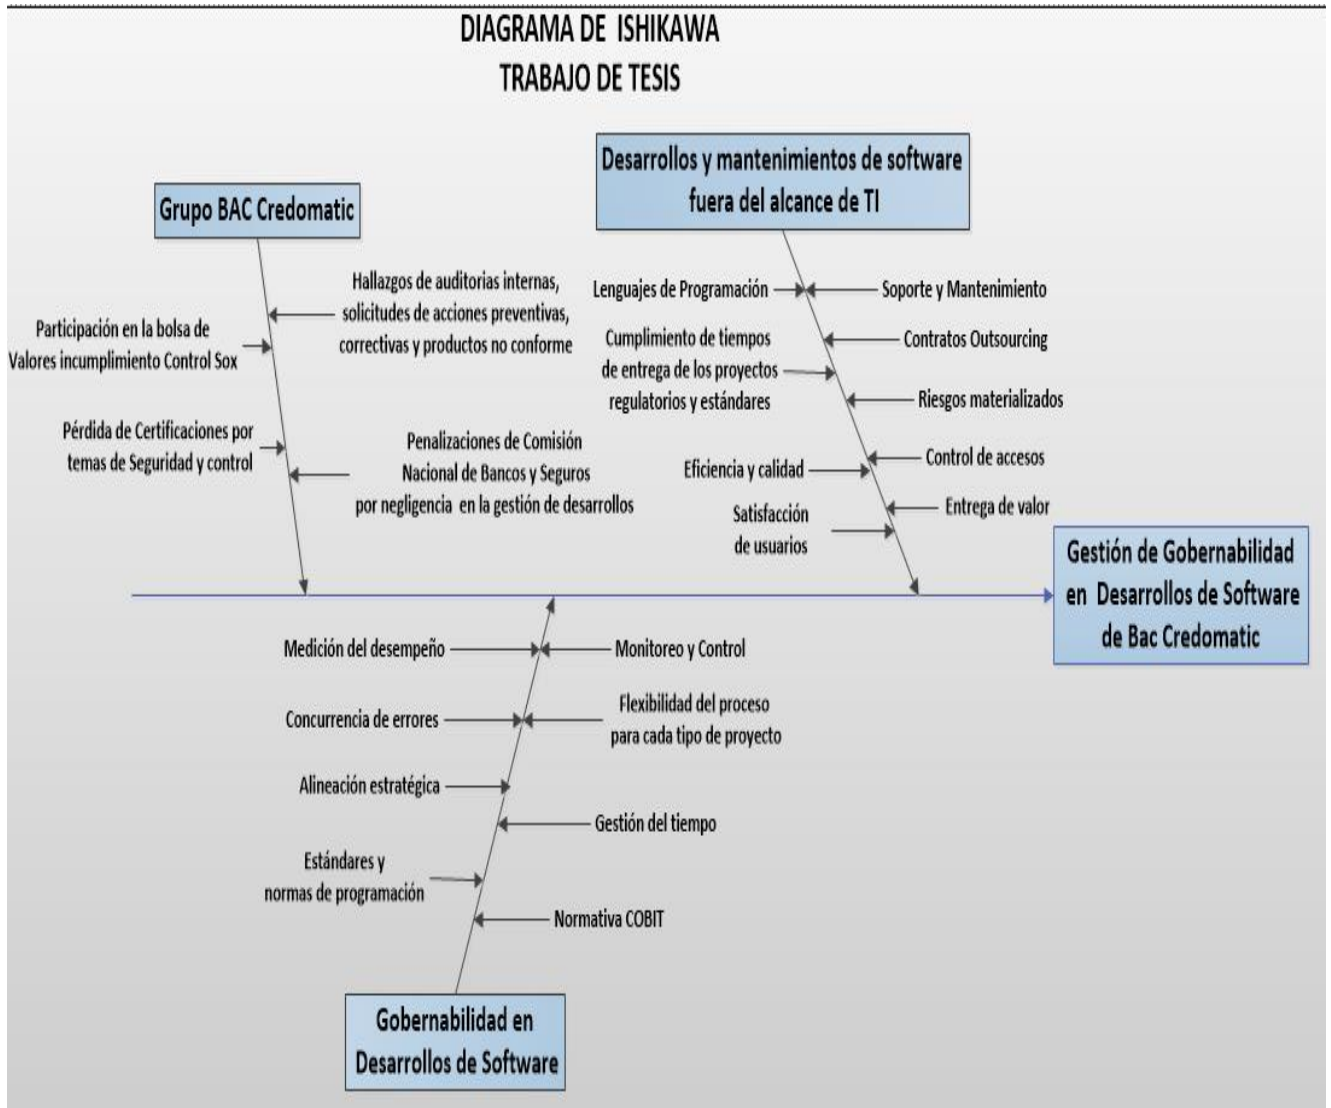 DIAGRAMA DE ISHIKAWA
TRABAJO DE TESIS
Desarrollos y mantenimientos de software
fuera del alcance de TI
Grupo BAC Credomatic
Hallazgos de auditorias internas,
solicitudes de acciones preventivas,
correctivas y productos no conforme
Participación en la bolsa de
Valores incumplimiento Control Sox
Pérdida de Certificaciones por
temas de Seguridad y control
Penalizaciones de Comisión
Nacional de Bancos y Seguros
por negligencia en la gestión de desarrollos
Lenguajes de Programación
Soporte y Mantenimiento
Cumplimiento de tiempos
de entrega de los proyectos
regulatorios y estándares
Contratos Outsourcing
Riesgos materializados
Eficiencia y calidad
Control de accesos
Satisfacción
de usuarios
Entrega de valor
Gestión de Gobernabilidad
en Desarrollos de Software
de Bac Credomatic
Medición del desempeño
Monitoreo y Control
Concurrencia de errores
Flexibilidad del proceso
para cada tipo de proyecto
Alineación estratégica
Gestión del tiempo
Estándares y
normas de programación
Normativa COBIT
Gobernabilidad en
Desarrollos de Software